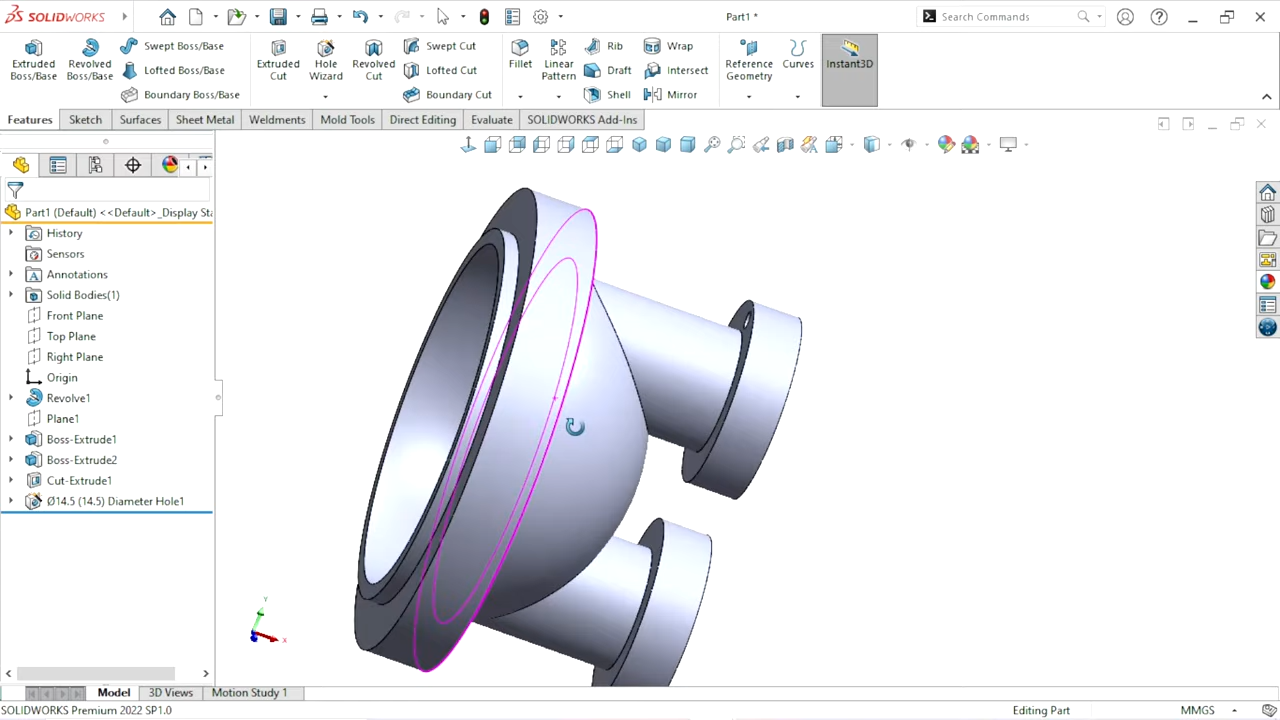 SOLIDWORKS
Part1 *
Search Commands
Extruded Boss/Base
Revolved Boss/Base
Swept Boss/Base
Lofted Boss/Base
Boundary Boss/Base
Extruded Cut
Hole Wizard
Revolved Cut
Swept Cut
Lofted Cut
Boundary Cut
Fillet
Linear Pattern
Rib
Draft
Shell
Wrap
Intersect
Mirror
Reference Geometry
Curves
Instant3D
Features Sketch Surfaces Sheet Metal Weldments Mold Tools Direct Editing Evaluate SOLIDWORKS Add-Ins
Part1 (Default) <<Default>_Display Sta
History
Sensors
Annotations
Solid Bodies(1)
Front Plane
Top Plane
Right Plane
Origin
Revolve1
Plane1
Boss-Extrude1
Boss-Extrude2
Cut-Extrude1
Ø14.5 (14.5) Diameter Hole1
Y
X
Model 3D Views Motion Study 1
SOLIDWORKS Premium 2022 SP1.0 Editing Part MMGS